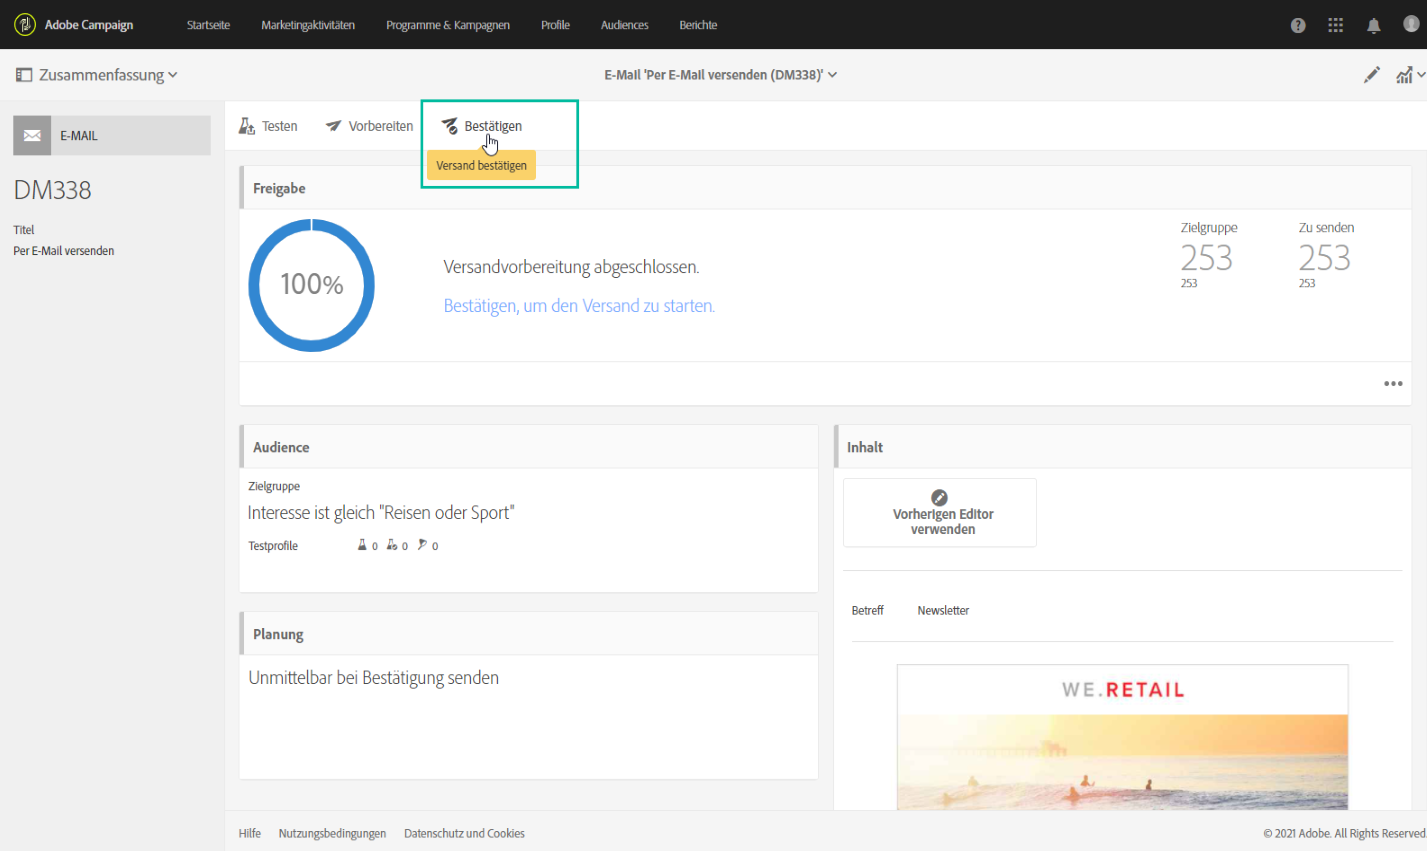 Adobe Campaign Startseite Marketingaktivitäten Programme & Kampagnen Profile Audiences Berichte
Zusammenfassung E-Mail 'Per E-Mail versenden (DM338)'
E-MAIL
DM338
Titel
Per E-Mail versenden
Testen Vorbereiten Bestätigen
Versand bestätigen
Freigabe
100%
Versandvorbereitung abgeschlossen.
Bestätigen, um den Versand zu starten.
Zielgruppe Zu senden
253 253
253 253
Audience
Zielgruppe
Interesse ist gleich "Reisen oder Sport"
Testprofile 0 0 0
Planung
Unmittelbar bei Bestätigung senden
Inhalt
Vorherigen Editor
verwenden
Betreff Newsletter
WE.RETAIL
Hilfe Nutzungsbedingungen Datenschutz und Cookies © 2021 Adobe. All Rights Reserved.